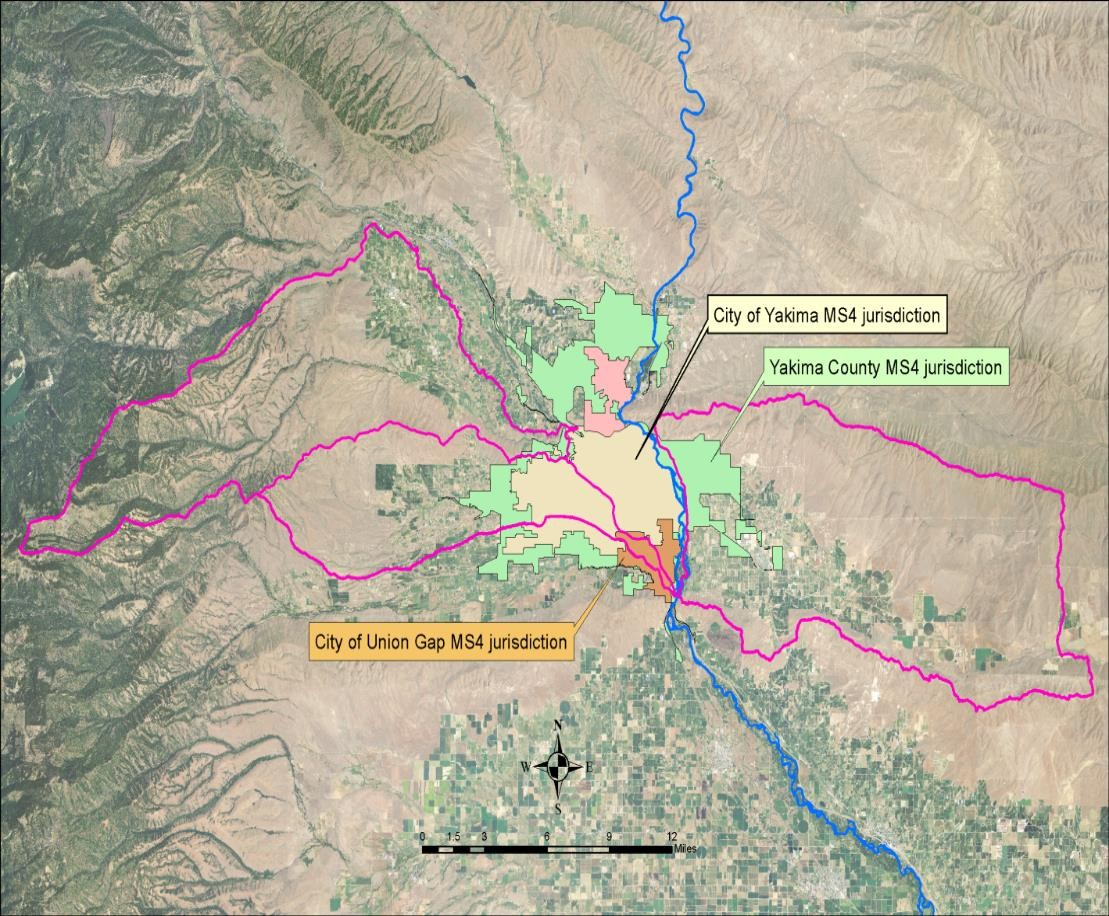 City of Yakima MS4 jurisdiction
Yakima County MS4 jurisdiction
City of Union Gap MS4 jurisdiction
N
W E
S
0 1.5 3 6 9 12
Miles